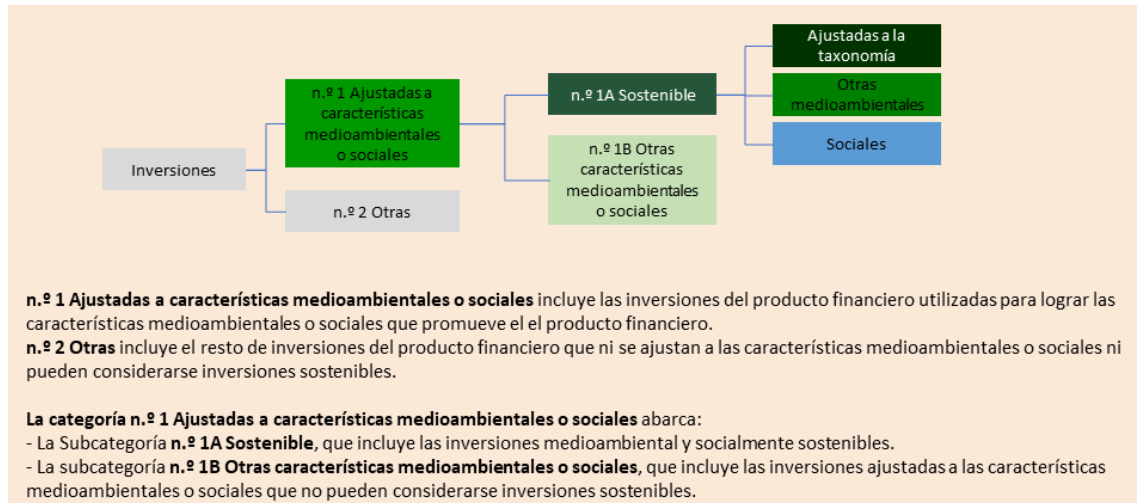 Inversiones
n.º 1 Ajustadas a
características
medioambientales
o sociales
n.º 2 Otras
n.º 1A Sostenible
n.º 1B Otras
características
medioambientales
o sociales
Ajustadas a la
taxonomía
Otras
medioambientales
Sociales
n.º 1 Ajustadas a características medioambientales o sociales incluye las inversiones del producto financiero utilizadas para lograr las
características medioambientales o sociales que promueve el el producto financiero.
n.º 2 Otras incluye el resto de inversiones del producto financiero que ni se ajustan a las características medioambientales o sociales ni
pueden considerarse inversiones sostenibles.
La categoría n.º 1 Ajustadas a características medioambientales o sociales abarca:
- La Subcategoría n.º 1A Sostenible, que incluye las inversiones medioambiental y socialmente sostenibles.
- La subcategoría n.º 1B Otras características medioambientales o sociales, que incluye las inversiones ajustadas a las características
medioambientales o sociales que no pueden considerarse inversiones sostenibles.